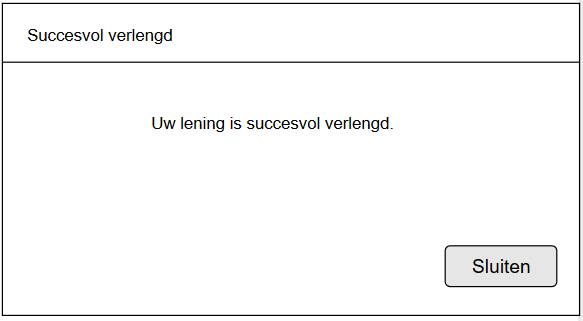 Succesvol verlengd
Uw lening is succesvol verlengd.
Sluiten